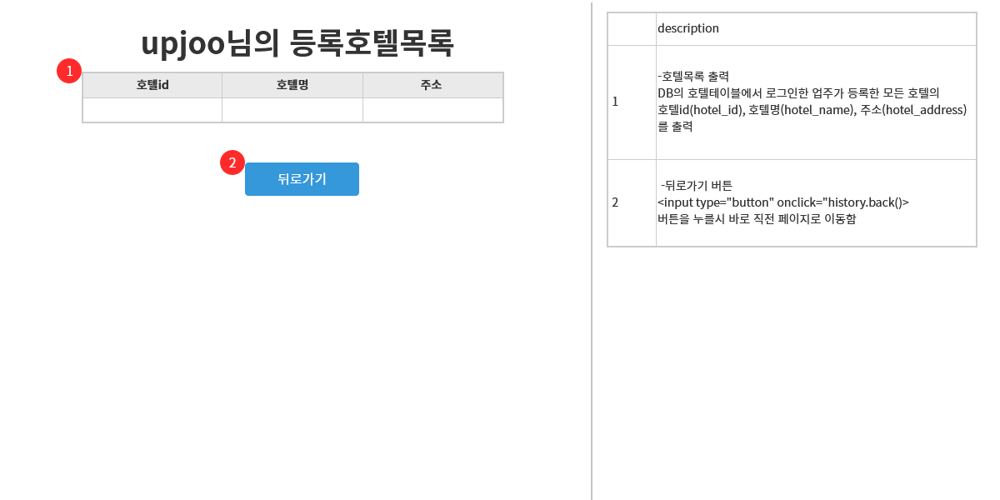 upjoo님의 등록호텔목록
1
호텔id 호텔명 주소
2
뒤로가기
description
1
-호텔목록 출력
DB의 호텔테이블에서 로그인한 업주가 등록한 모든 호텔의
호텔id(hotel_id), 호텔명(hotel_name), 주소(hotel_address)
를 출력
2
-뒤로가기 버튼
<input type="button" onclick="history.back()>
버튼을 누를시 바로 직전 페이지로 이동함